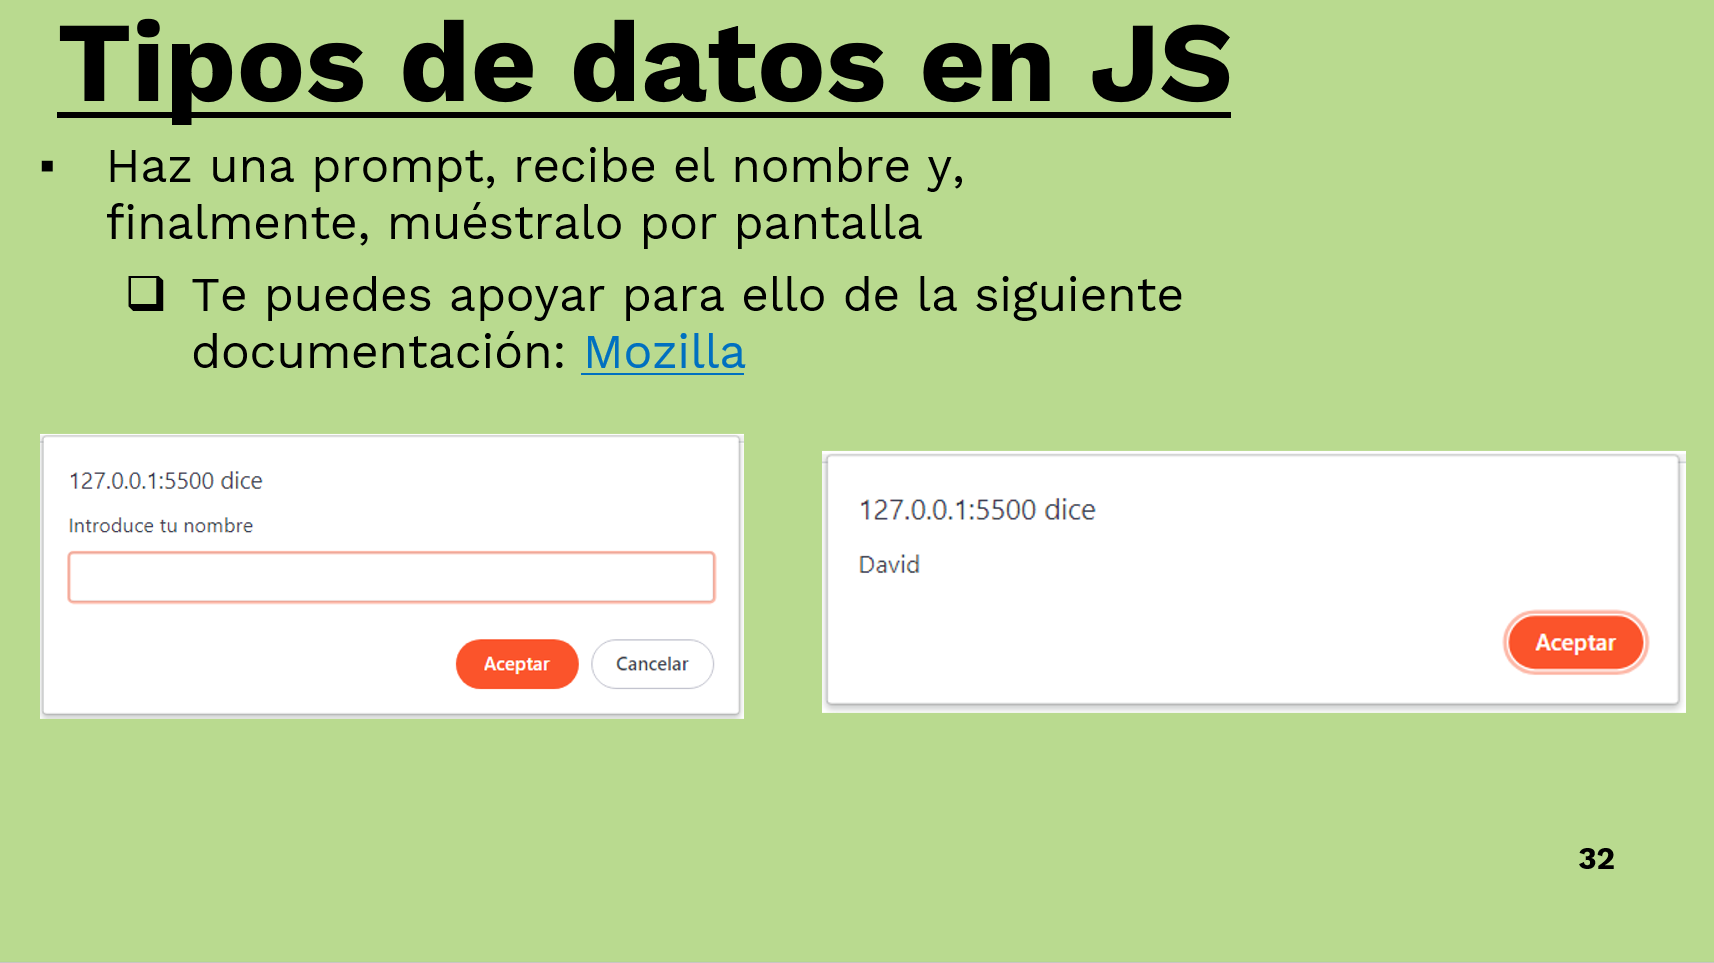 Tipos de datos en JS
▪ Haz una prompt, recibe el nombre y,
finalmente, muéstralo por pantalla
❑ Te puedes apoyar para ello de la siguiente
documentación: Mozilla
127.0.0.1:5500 dice
Introduce tu nombre
Aceptar Cancelar
127.0.0.1:5500 dice
David
Aceptar
32